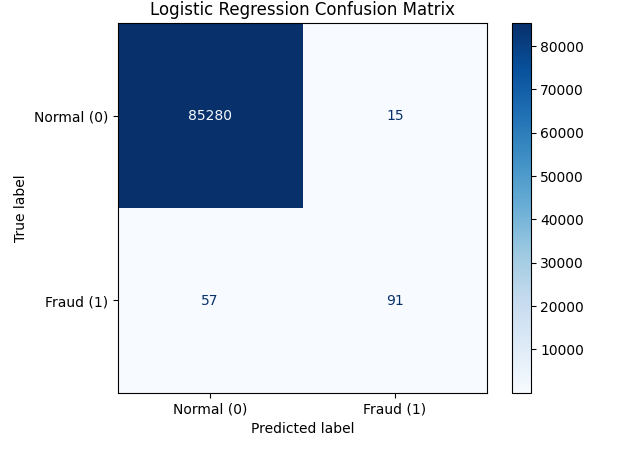 Logistic Regression Confusion Matrix
True label
Normal (0)
85280
15
Fraud (1)
57
91
Normal (0)
Fraud (1)
Predicted label
80000
70000
60000
50000
40000
30000
20000
10000